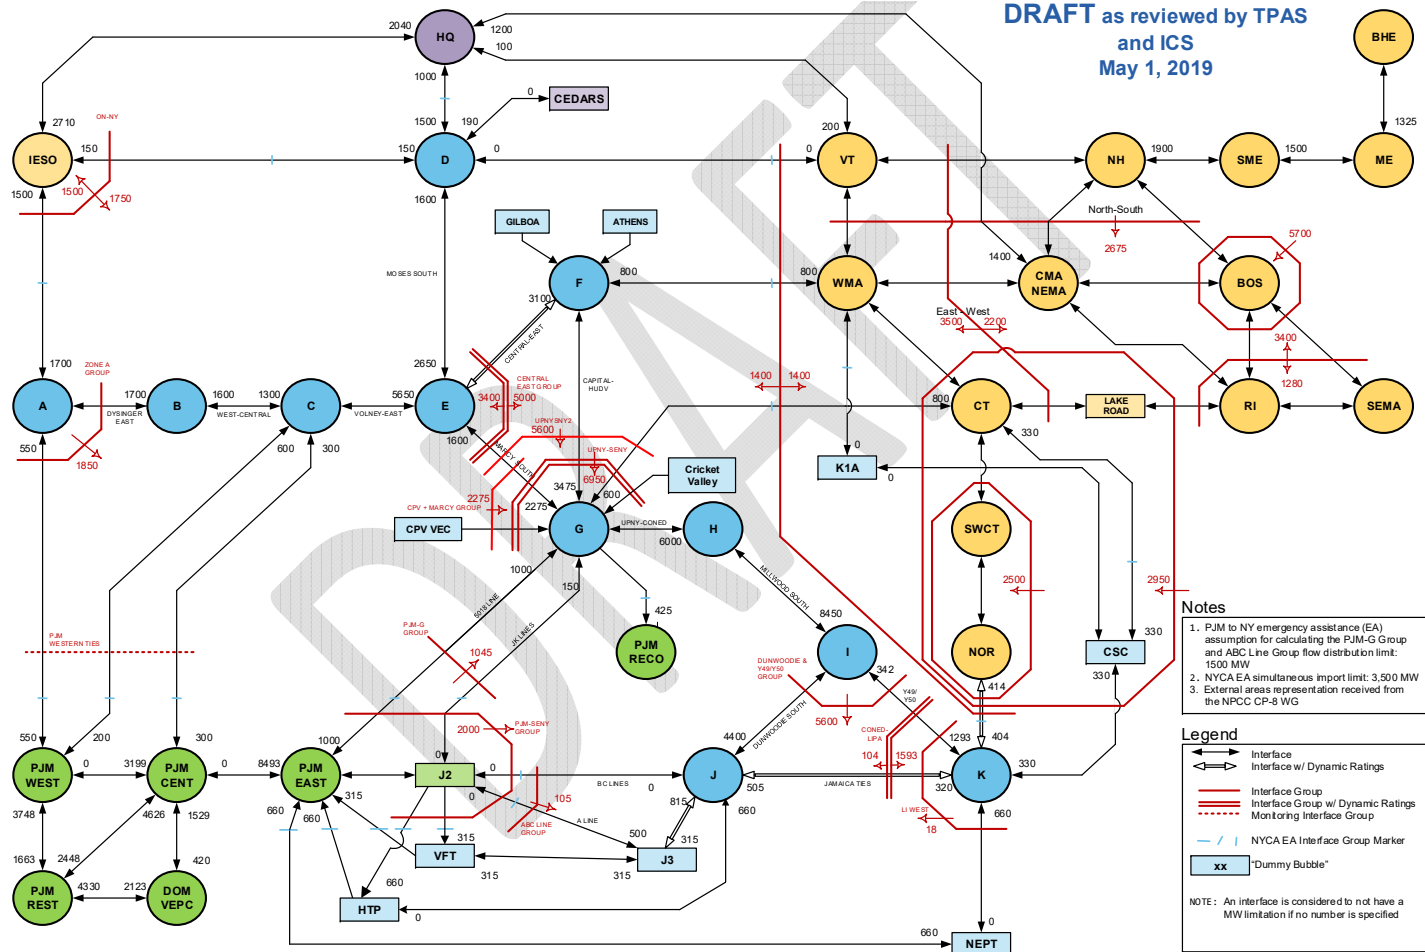 DRAFT as reviewed by TPAS
and ICS
May 1, 2019
DRAFT
2040
HQ
1200
100
1000
BHE
1325
0
CEDARS
2710
ON-NY
1500
190
200
IESO
150
150
D
0
0
VT
NH
1900
SME
1500
ME
1500
1500
1750
1600
GILBOA
ATHENS
North-South
2675
5700
MOSES SOUTH
F
800
800
WMA
1400
CMA
NEMA
BOS
3100
East - West
3500
2200
CENTRAL-EAST
3400
1280
1700
ZONE A
GROUP
2650
CENTRAL
EAST GROUP
CAPITAL-
HUDV
1400
1400
A
1700
B
1600
1300
C
5650
E
3400
5000
800
CT
LAKE
ROAD
RI
SEMA
DYSINGER
EAST
WEST-CENTRAL
VOLNEY-EAST
UPNYSNY2
5600
550
1850
600
300
1600
MARCY SOUTH
UPNY-SENY
6950
330
0
K1A
0
Cricket
Valley
2275
3475
600
CPV + MARCY GROUP
2275
CPV VEC
G
UPNY-CONED
6000
H
SWCT
1000
150
MILLWOOD SOUTH
2500
2950
5018 LINE
JK LINES
425
PJM
RECO
PJM-G
GROUP
1045
8450
I
342
NOR
330
CSC
330
PJM
WESTERN TIES
DUNWOODIE &
Y49/Y50
GROUP
5600
Y49/
Y50
414
DUNWOODIE SOUTH
CONED-
LIPA
104
1593
1293
404
550
200
300
1000
2000
PJM-SENY
GROUP
4400
PJM
WEST
0
3199
PJM
CENT
0
8493
PJM
EAST
0
J2
0
BC LINES
0
J
505
JAMAICA TIES
320
K
330
3748
4626
1529
660
315
660
0
ABC LINE
GROUP
105
A LINE
815
660
LI WEST
18
660
1663
2448
420
315
VFT
315
500
J3
315
315
PJM
REST
4330
2123
DOM
VEPC
660
HTP
0
660
0
NEPT
Notes
1. PJM to NY emergency assistance (EA)
assumption for calculating the PJM-G Group
and ABC Line Group flow distribution limit:
1500 MW
2. NYCA EA simultaneous import limit: 3,500 MW
3. External areas representation received from
the NPCC CP-8 WG
Legend
Interface
Interface w/ Dynamic Ratings
Interface Group
Interface Group w/ Dynamic Ratings
Monitoring Interface Group
NYCA EA Interface Group Marker
xx
"Dummy Bubble"
NOTE: An interface is considered to not have a
MW limitation if no number is specified